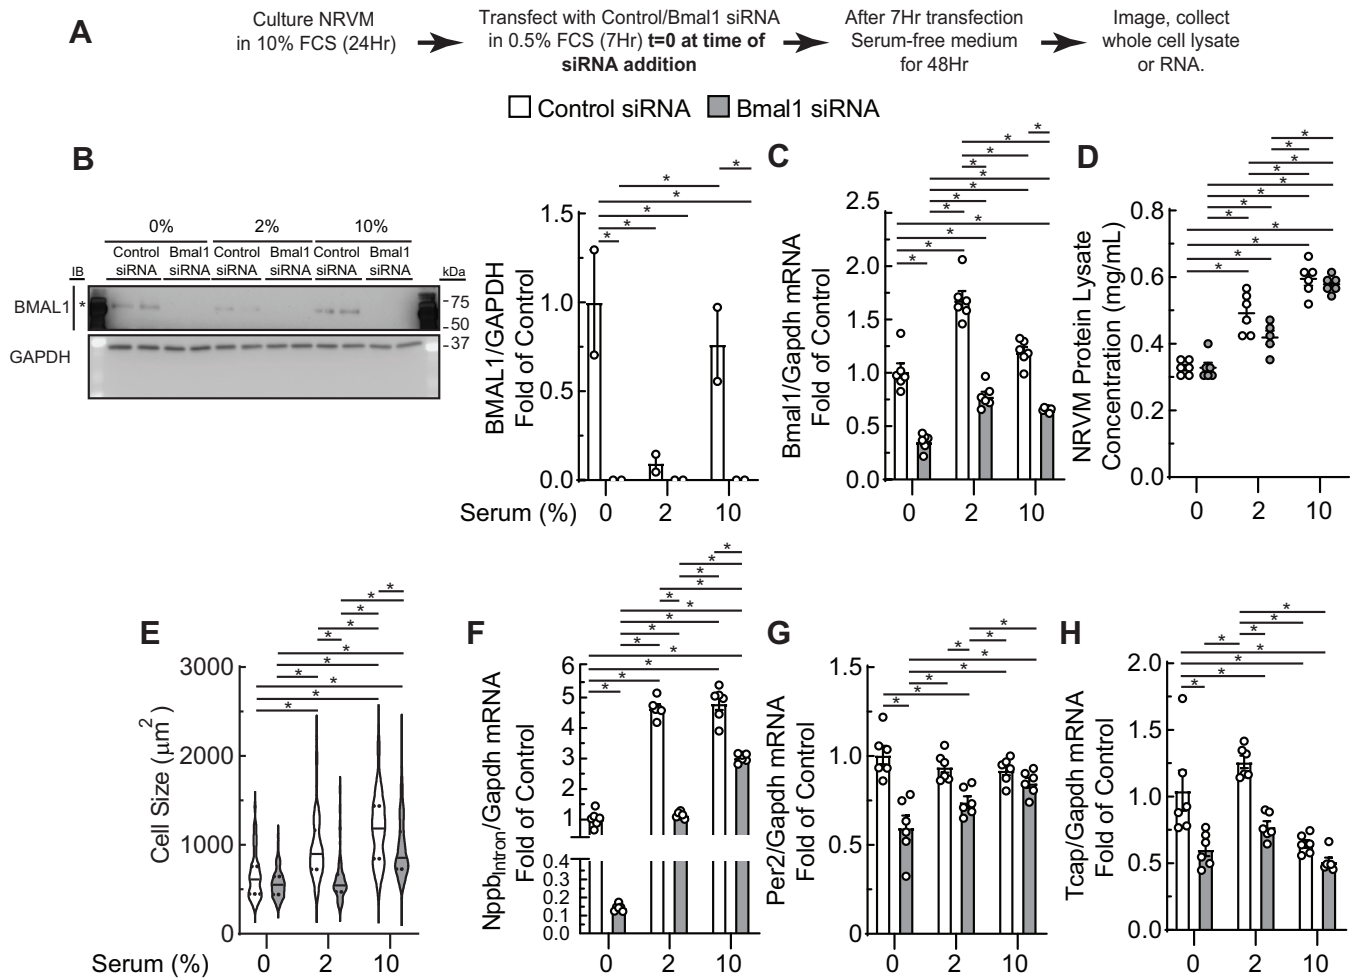 A
Culture NRVM
in 10% FCS (24Hr)
Transfect with Control/Bmal1 siRNA
in 0.5% FCS (7Hr) t=0 at time of
siRNA addition
After 7Hr transfection
Serum-free medium
for 48Hr
Image, collect
whole cell lysate
or RNA.
Control siRNA
Bmal1 siRNA
B
0% 2% 10%
Control siRNA Bmal1 siRNA Control siRNA Bmal1 siRNA Control siRNA Bmal1 siRNA
IB
kDa
BMAL1
*
-75
-50
-37
GAPDH
BMAL1/GAPDH
Fold of Control
1.5
1.0
0.5
0.0
* * * * * *
Serum (%) 0 2 10
C
Bmal1/Gapdh mRNA
Fold of Control
2.5
2.0
1.5
1.0
0.5
0.0
* * * * * * * * * * * *
0 2 10
D
NRVM Protein Lysate
Concentration (mg/mL)
0.8
0.6
0.4
0.2
0.0
* * * * * * * * * * * *
0 2 10
E
Cell Size (μm2)
3000
2000
1000
0
* * * * * * * * * * * *
Serum (%) 0 2 10
F
NppbIntron/Gapdh mRNA
Fold of Control
6
5
4
3
2
1
0.4
0.3
0.2
0.1
0.0
* * * * * * * * * * * * *
0 2 10
G
Per2/Gapdh mRNA
Fold of Control
1.5
1.0
0.5
0
* * * * * * * *
0 2 10
H
Tcap/Gapdh mRNA
Fold of Control
2.0
1.5
1.0
0.5
0.0
* * * * * * * * *
0 2 10